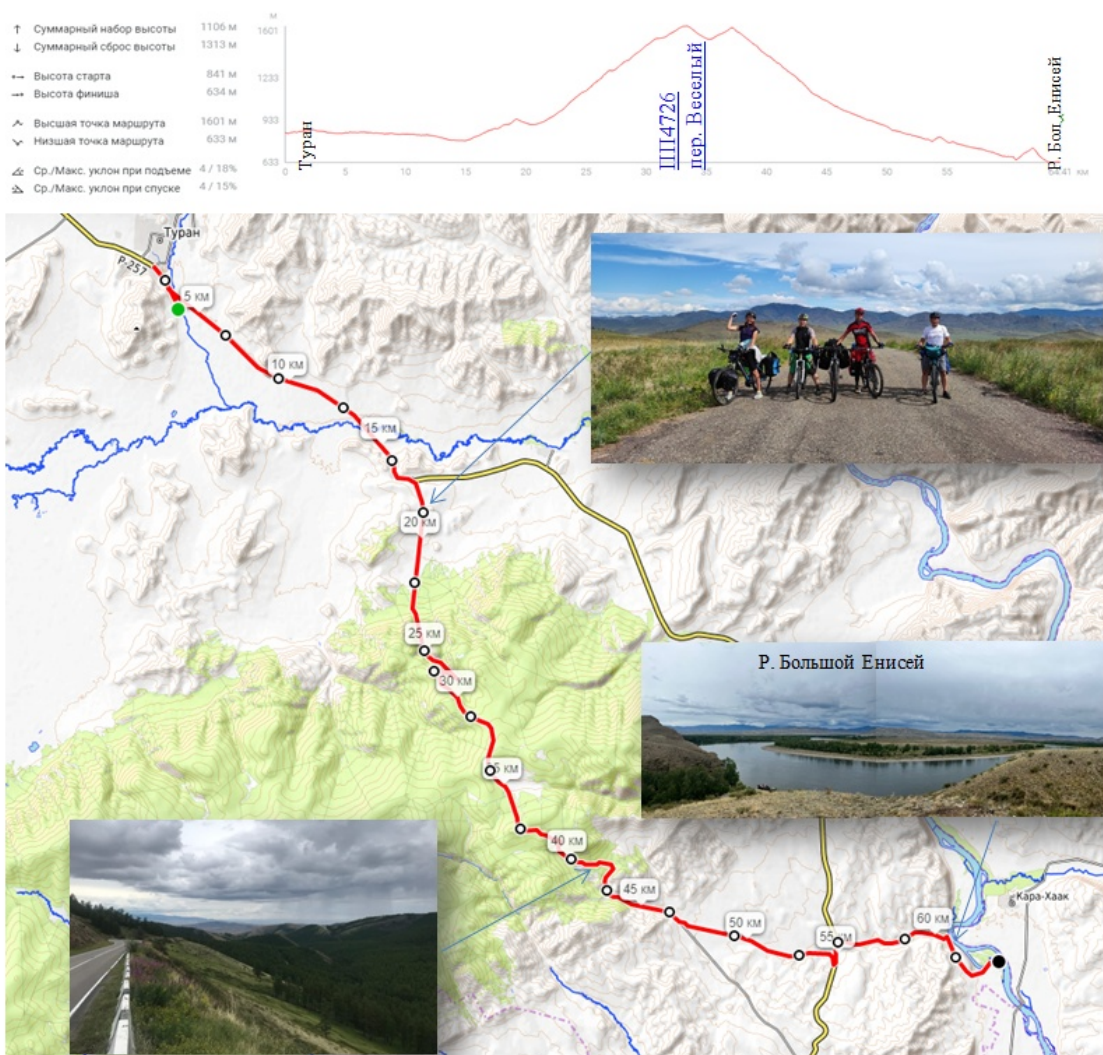 Суммарный набор высоты 1106 м
Суммарный сброс высоты 1313 м
Высота старта 841 м
Высота финиша 634 м
Высшая точка маршрута 1601 м
Низшая точка маршрута 633 м
Ср./Макс. уклон при подъеме 4 / 18%
Ср./Макс. уклон при спуске 4 / 15%
м
1601
1233
933
633
Туран
ПП4726
пер. Веселый
Р. Бол. Енисей
0 5 10 15 20 25 30 35 40 45 50 55 60 64.41 км
Туран
Р-257
5 км
10 км
15 км
20 км
25 км
30 км
Р. Большой Енисей
40 км
45 км
50 км
55 км
60 км
Кара-Хаак